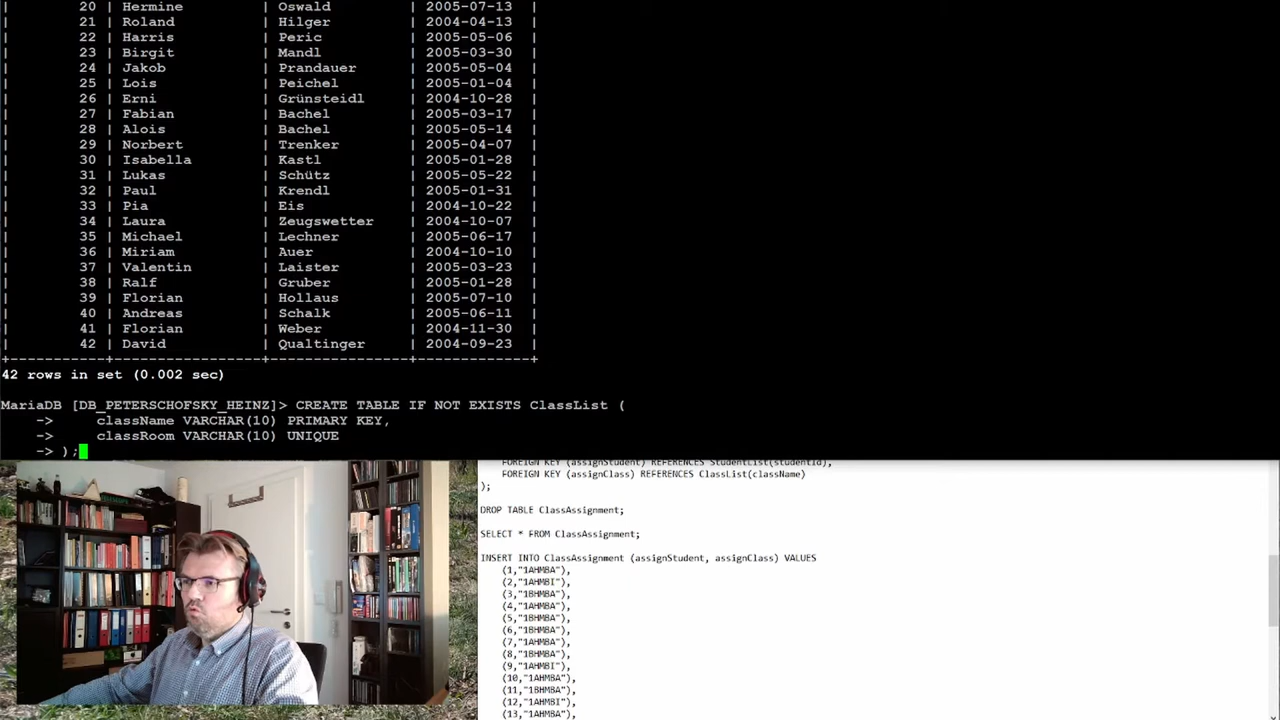 | 20 | Hermine | Oswald | 2005-07-13 |
| 21 | Roland | Hilger | 2004-04-13 |
| 22 | Harris | Peric | 2005-05-06 |
| 23 | Birgit | Mandl | 2005-03-30 |
| 24 | Jakob | Prandauer | 2005-05-04 |
| 25 | Lois | Peichel | 2005-01-04 |
| 26 | Erni | Grünsteidl | 2004-10-28 |
| 27 | Fabian | Bachel | 2005-03-17 |
| 28 | Alois | Bachel | 2005-05-14 |
| 29 | Norbert | Trenker | 2005-04-07 |
| 30 | Isabella | Kastl | 2005-01-28 |
| 31 | Lukas | Schütz | 2005-05-22 |
| 32 | Paul | Krendl | 2005-01-31 |
| 33 | Pia | Eis | 2004-10-22 |
| 34 | Laura | Zeugswetter | 2004-10-07 |
| 35 | Michael | Lechner | 2005-06-17 |
| 36 | Miriam | Auer | 2004-10-10 |
| 37 | Valentin | Laister | 2005-03-23 |
| 38 | Ralf | Gruber | 2005-01-28 |
| 39 | Florian | Hollaus | 2005-07-10 |
| 40 | Andreas | Schalk | 2005-06-11 |
| 41 | Florian | Weber | 2004-11-30 |
| 42 | David | Qualtinger | 2004-09-23 |
+-----------+-----------------+----------------+------------+
42 rows in set (0.002 sec)
MariaDB [DB_PETERSCHOFSKY_HEINZ]> CREATE TABLE IF NOT EXISTS ClassList (
-> className VARCHAR(10) PRIMARY KEY,
-> classRoom VARCHAR(10) UNIQUE
-> );
FOREIGN KEY (assignStudent) REFERENCES StudentList(studentId),
FOREIGN KEY (assignClass) REFERENCES ClassList(className)
);
DROP TABLE ClassAssignment;
SELECT * FROM ClassAssignment;
INSERT INTO ClassAssignment (assignStudent, assignClass) VALUES
(1,"1AHMBA"),
(2,"1AHMBI"),
(3,"1BHMBA"),
(4,"1AHMBA"),
(5,"1BHMBA"),
(6,"1BHMBA"),
(7,"1AHMBA"),
(8,"1BHMBA"),
(9,"1AHMBI"),
(10,"1AHMBA"),
(11,"1BHMBA"),
(12,"1AHMBI"),
(13,"1AHMBA"),